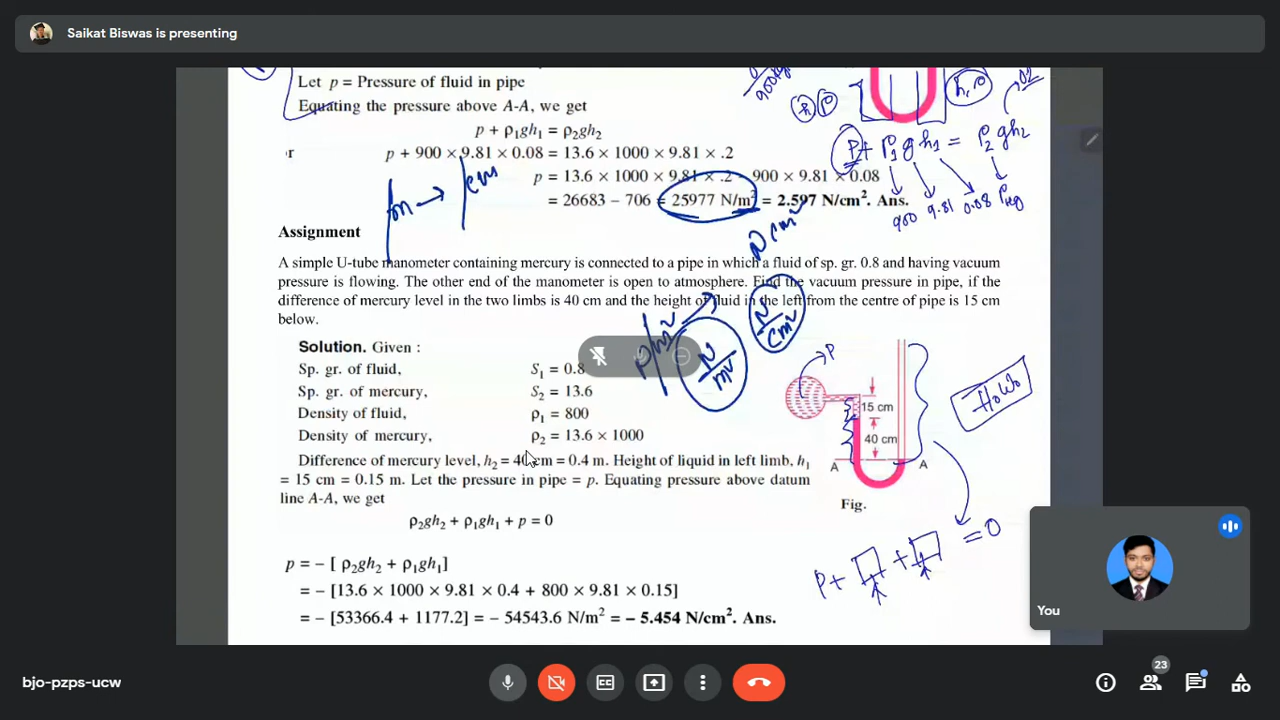 Saikat Biswas is presenting
Let p = Pressure of fluid in pipe
Equating the pressure above A-A, we get
p + ρ₁gh₁ = ρ₂gh₂
r p + 900 × 9.81 × 0.08 = 13.6 × 1000 × 9.81 × .2
p = 13.6 × 1000 × 9.81 × .2 – 900 × 9.81 × 0.08
= 26683 – 706 = 25977 N/m² = 2.597 N/cm². Ans.
P + ρ₁gh₁ = ρ₂gh₂
900 9.81 0.08
h₁
Assignment
N/cm²
A simple U-tube manometer containing mercury is connected to a pipe in which a fluid of sp. gr. 0.8 and having vacuum
pressure is flowing. The other end of the manometer is open to atmosphere. Find the vacuum pressure in pipe, if the
difference of mercury level in the two limbs is 40 cm and the height of fluid in the left from the centre of pipe is 15 cm
below.
N/m²
N/cm²
Solution. Given :
Sp. gr. of fluid, S₁ = 0.8
Sp. gr. of mercury, S₂ = 13.6
Density of fluid, ρ₁ = 800
Density of mercury, ρ₂ = 13.6 × 1000
Difference of mercury level, h₂ = 40 cm = 0.4 m. Height of liquid in left limb, h₁
= 15 cm = 0.15 m. Let the pressure in pipe = p. Equating pressure above datum
line A-A, we get
ρ₂gh₂ + ρ₁gh₁ + p = 0
p = – [ ρ₂gh₂ + ρ₁gh₁]
= – [13.6 × 1000 × 9.81 × 0.4 + 800 × 9.81 × 0.15]
= – [53366.4 + 1177.2] = – 54543.6 N/m² = – 5.454 N/cm². Ans.
P
15 cm
40 cm
A A
Fig.
P + + = 0
You
bjo-pzps-ucw
23